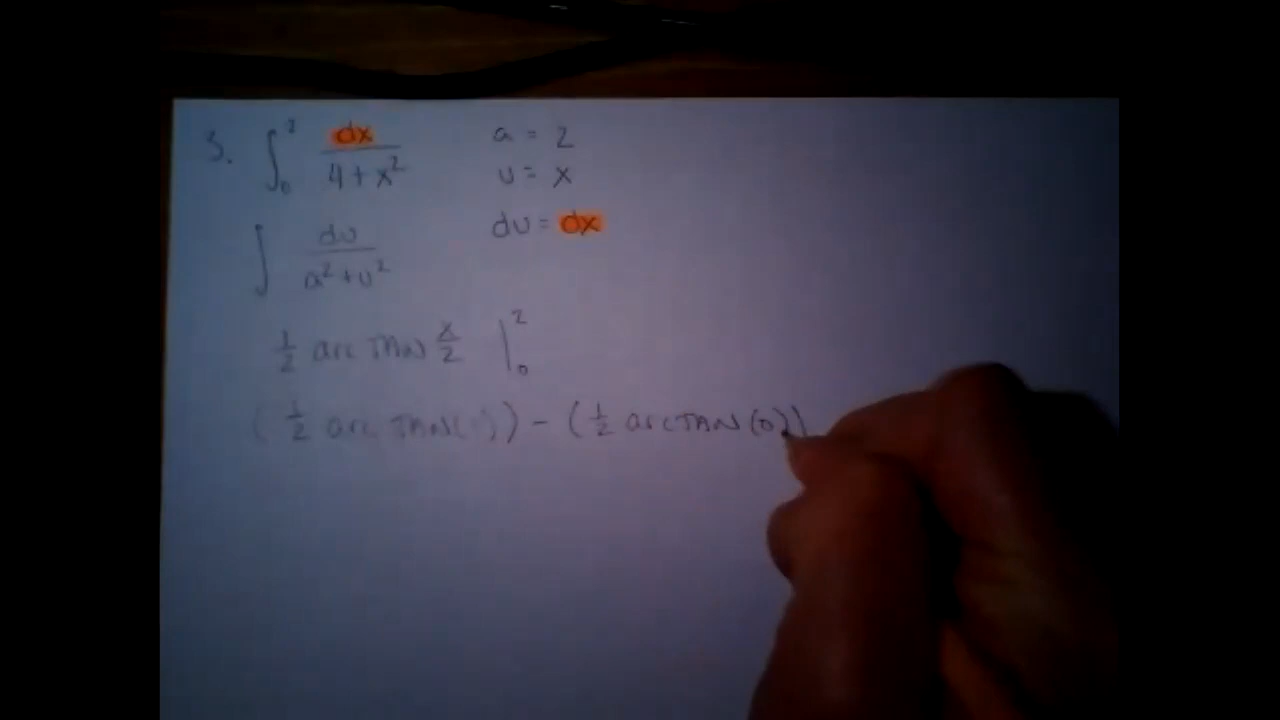 3. ∫₀² dx/(4+x²) a = 2
u = x
∫ du/(a²+u²) du = dx
½ arc TAN x/2 |₀²
(½ arc TAN(1)) − (½ arcTAN(0))